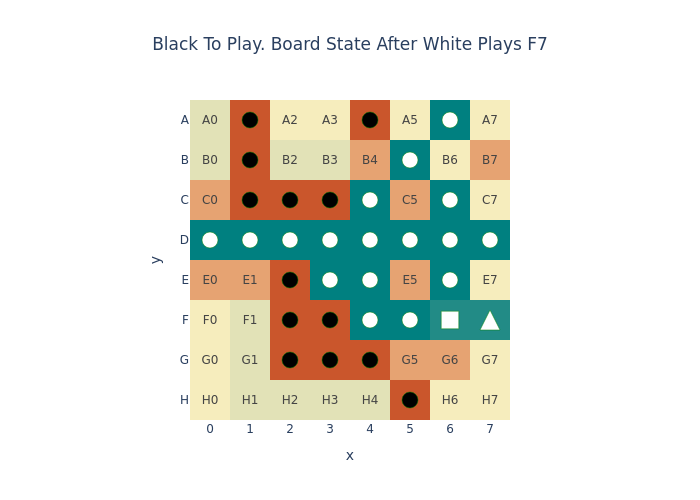 Black To Play. Board State After White Plays F7
A A0 A2 A3 A5 A7
B B0 B2 B3 B4 B6 B7
C C0 C5 C7
D
E E0 E1 E5 E7
F F0 F1
G G0 G1 G5 G6 G7
H H0 H1 H2 H3 H4 H6 H7
0 1 2 3 4 5 6 7
x
y